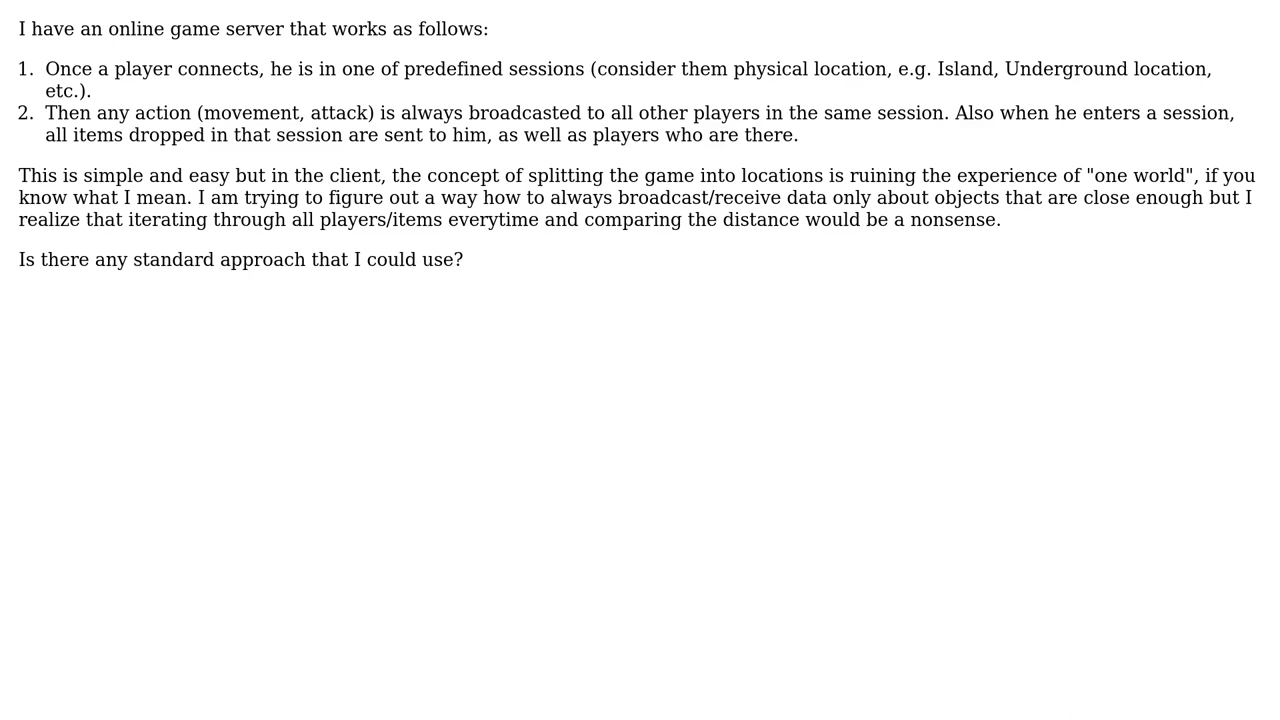 I have an online game server that works as follows:
1. Once a player connects, he is in one of predefined sessions (consider them physical location, e.g. Island, Underground location,
etc.).
2. Then any action (movement, attack) is always broadcasted to all other players in the same session. Also when he enters a session,
all items dropped in that session are sent to him, as well as players who are there.
This is simple and easy but in the client, the concept of splitting the game into locations is ruining the experience of "one world", if you
know what I mean. I am trying to figure out a way how to always broadcast/receive data only about objects that are close enough but I
realize that iterating through all players/items everytime and comparing the distance would be a nonsense.
Is there any standard approach that I could use?